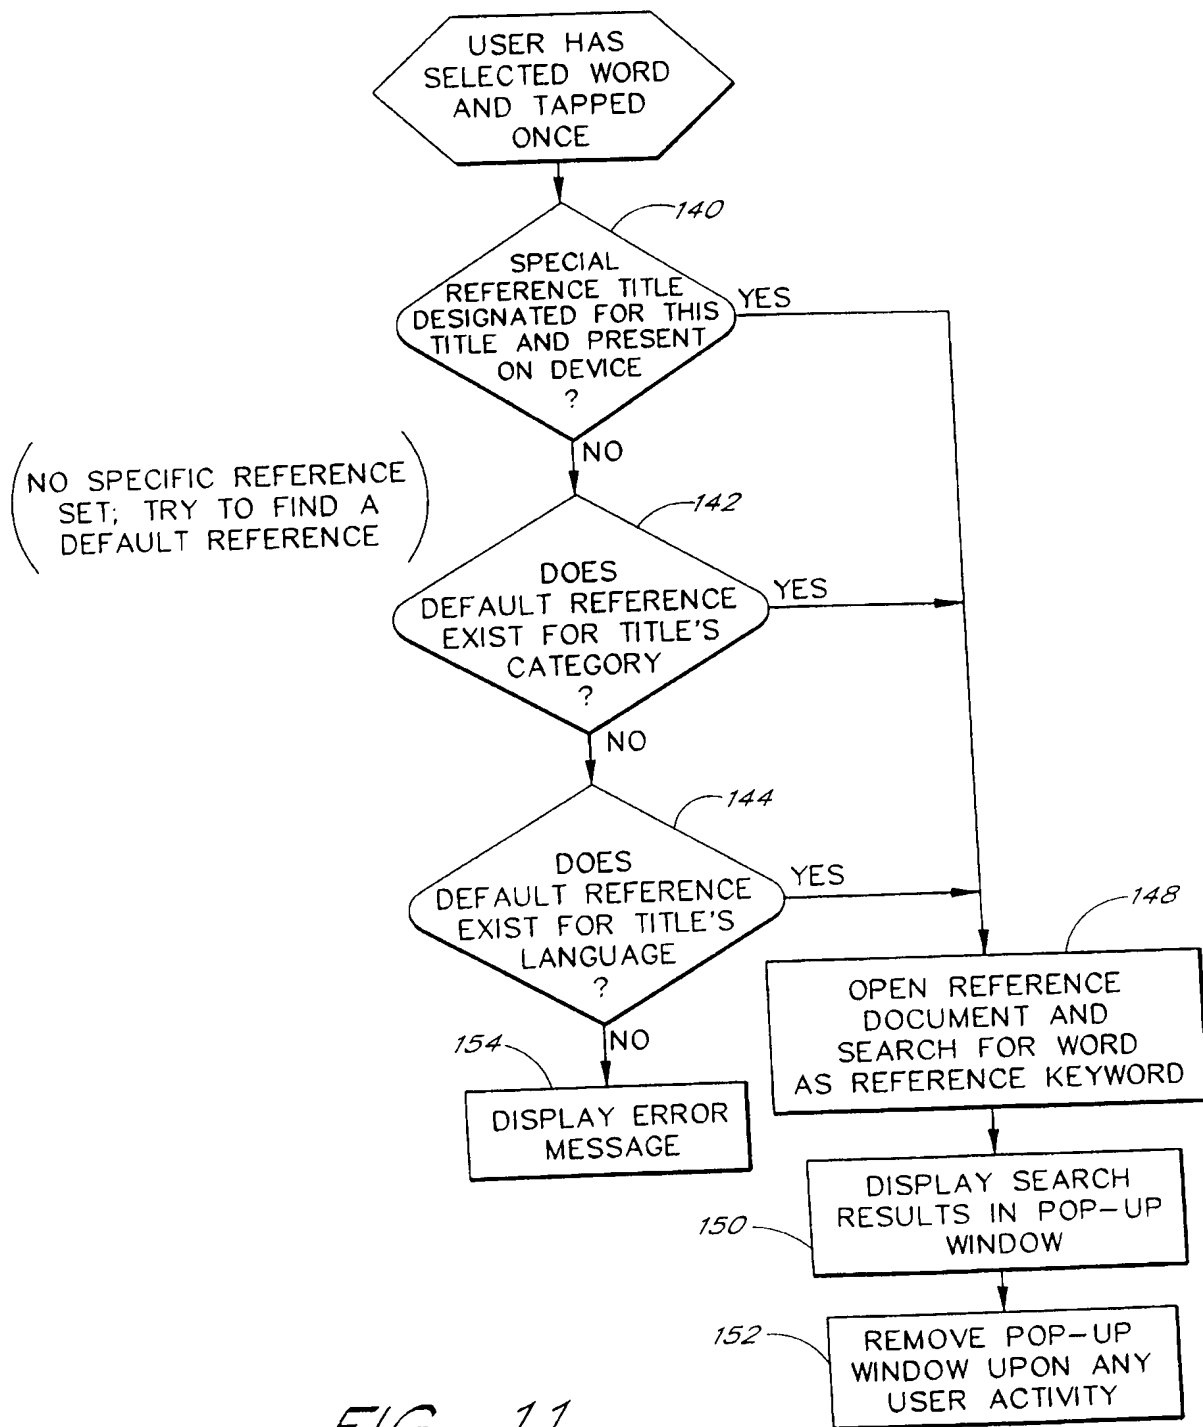 USER HAS
SELECTED WORD
AND TAPPED
ONCE
140
SPECIAL
REFERENCE TITLE
DESIGNATED FOR THIS
TITLE AND PRESENT
ON DEVICE
?
YES
NO
(NO SPECIFIC REFERENCE
SET; TRY TO FIND A
DEFAULT REFERENCE)
142
DOES
DEFAULT REFERENCE
EXIST FOR TITLE'S
CATEGORY
?
YES
NO
144
DOES
DEFAULT REFERENCE
EXIST FOR TITLE'S
LANGUAGE
?
YES
NO
154
DISPLAY ERROR
MESSAGE
148
OPEN REFERENCE
DOCUMENT AND
SEARCH FOR WORD
AS REFERENCE KEYWORD
150
DISPLAY SEARCH
RESULTS IN POP-UP
WINDOW
152
REMOVE POP-UP
WINDOW UPON ANY
USER ACTIVITY
FIG. 11